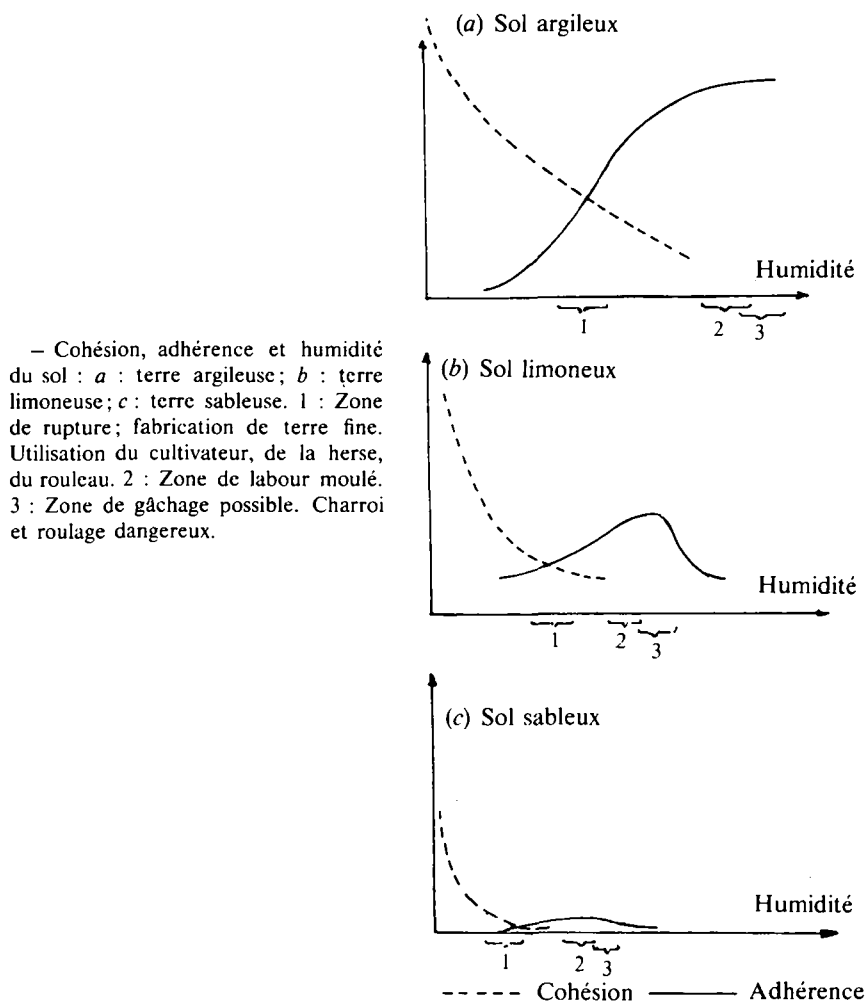 (a) Sol argileux
Humidité
1
2
3
– Cohésion, adhérence et humidité
du sol : a : terre argileuse; b : terre
limoneuse; c : terre sableuse. 1 : Zone
de rupture; fabrication de terre fine.
Utilisation du cultivateur, de la herse,
du rouleau. 2 : Zone de labour moulé.
3 : Zone de gâchage possible. Charroi
et roulage dangereux.
(b) Sol limoneux
Humidité
1
2
3
(c) Sol sableux
Humidité
1
2
3
Cohésion
Adhérence